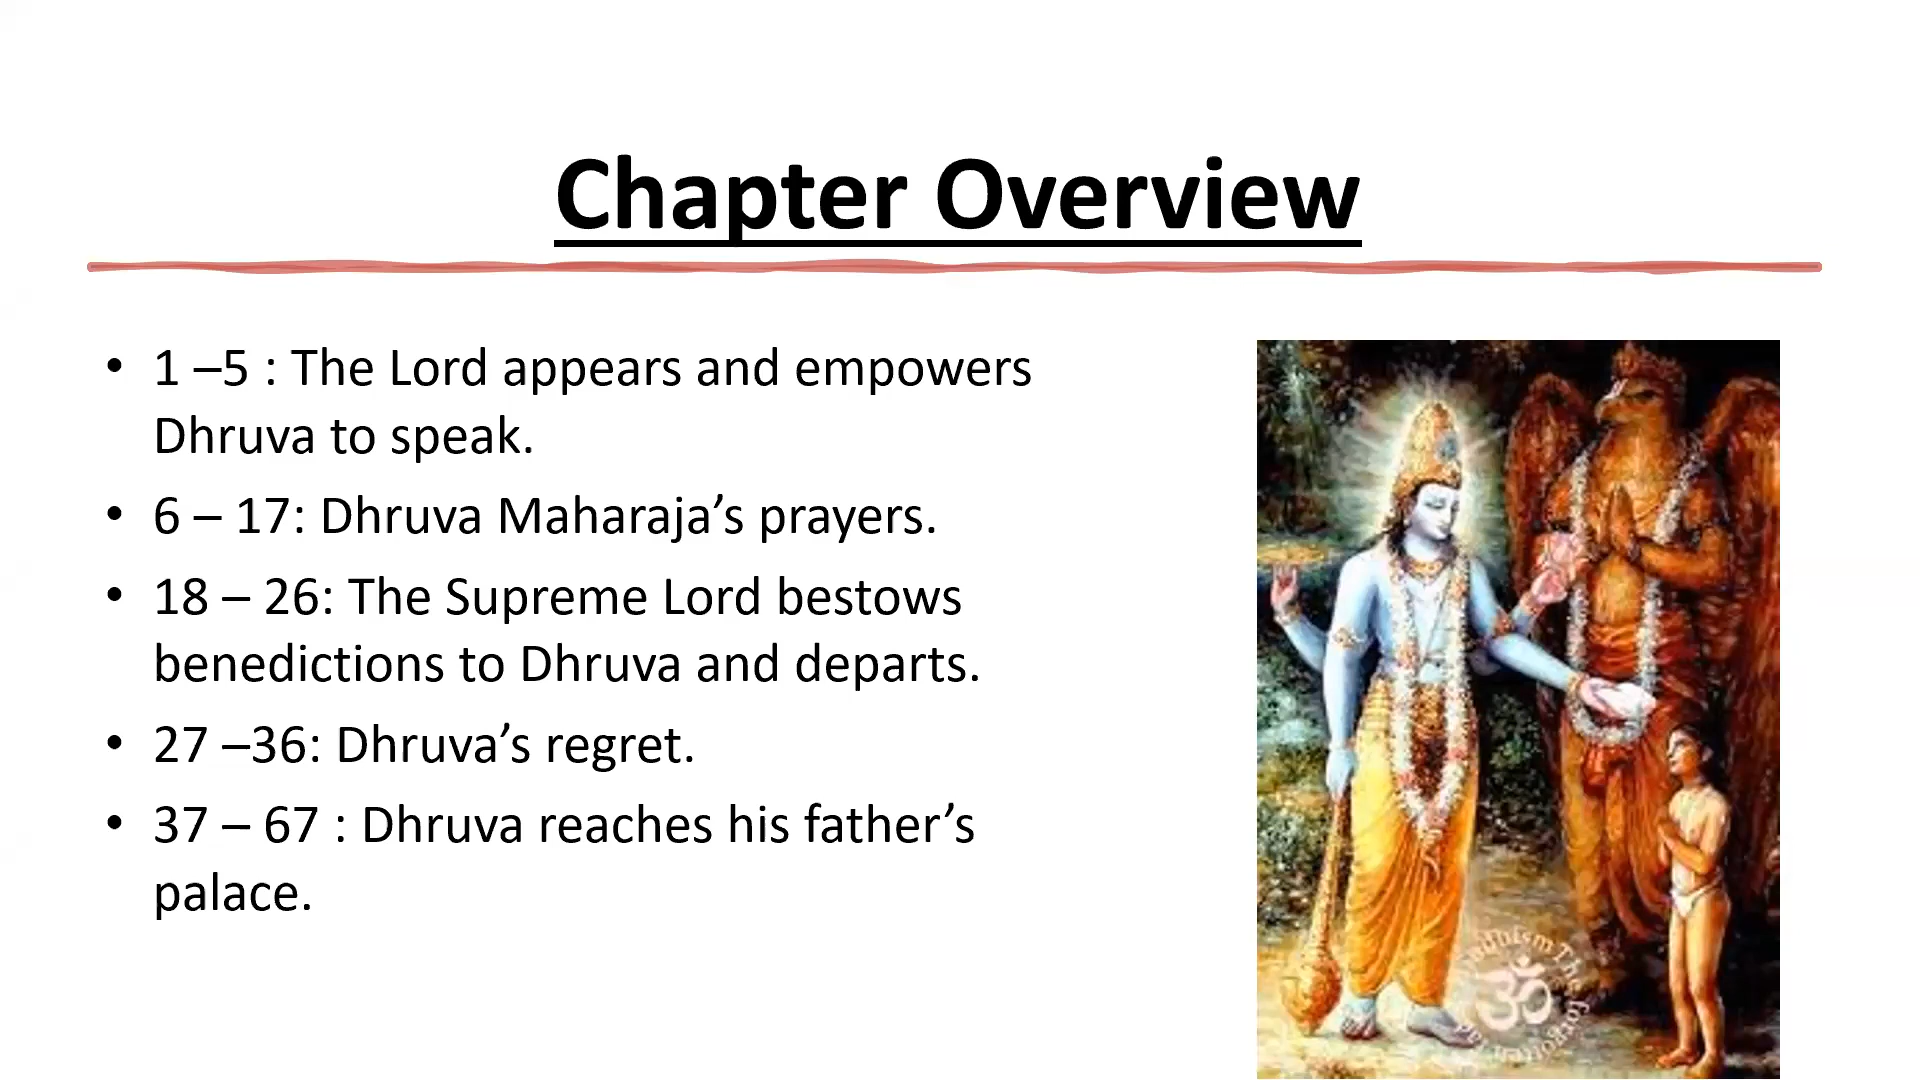 Chapter Overview
• 1 –5 : The Lord appears and empowers
Dhruva to speak.
• 6 – 17: Dhruva Maharaja’s prayers.
• 18 – 26: The Supreme Lord bestows
benedictions to Dhruva and departs.
• 27 –36: Dhruva’s regret.
• 37 – 67 : Dhruva reaches his father’s
palace.
ॐ